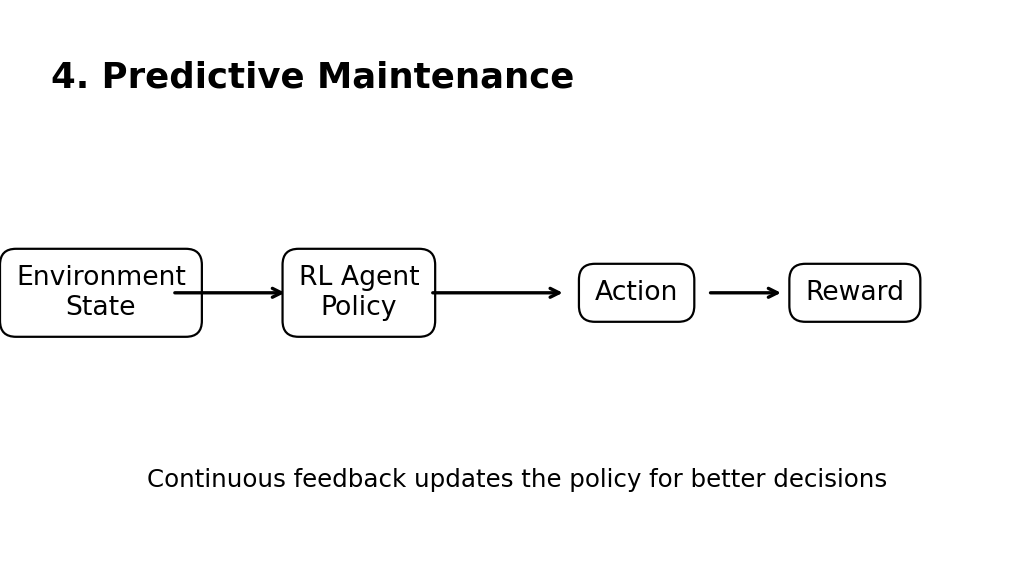 4. Predictive Maintenance
Environment
State
RL Agent
Policy
Action
Reward
Continuous feedback updates the policy for better decisions